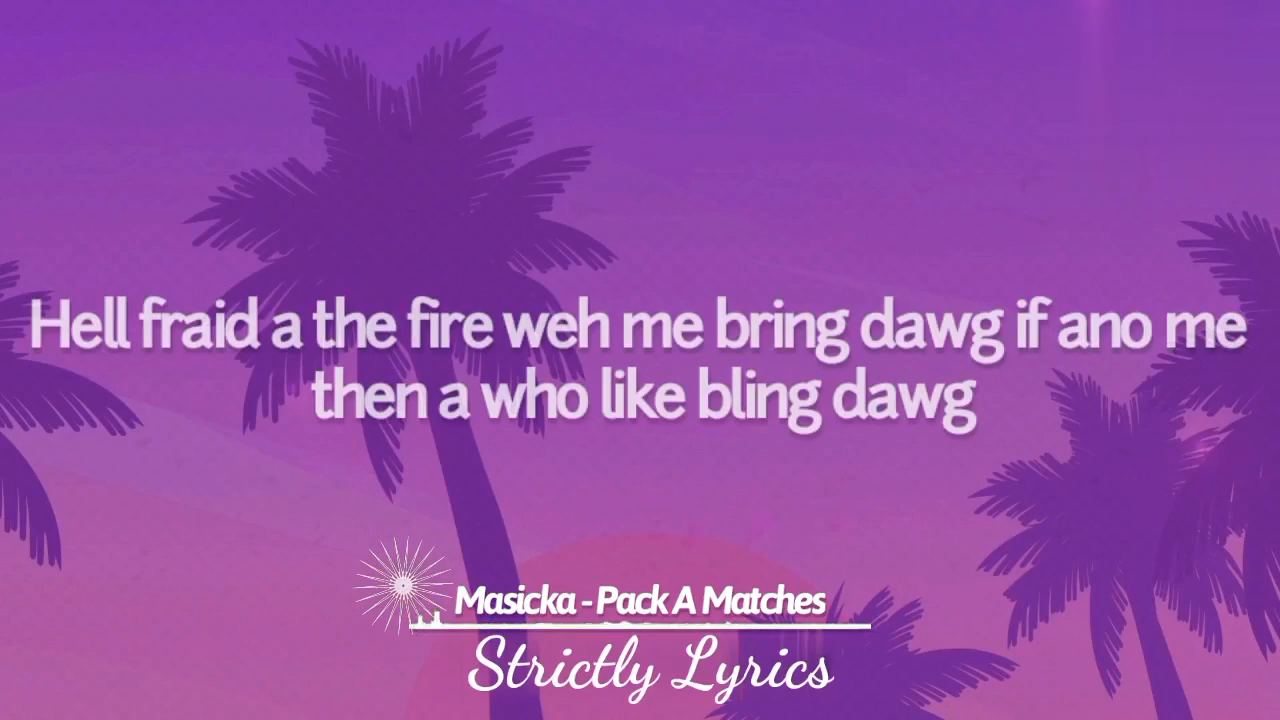 Hell fraid a the fire weh me bring dawg if ano me
then a who like bling dawg
Masicka - Pack A Matches
Strictly Lyrics